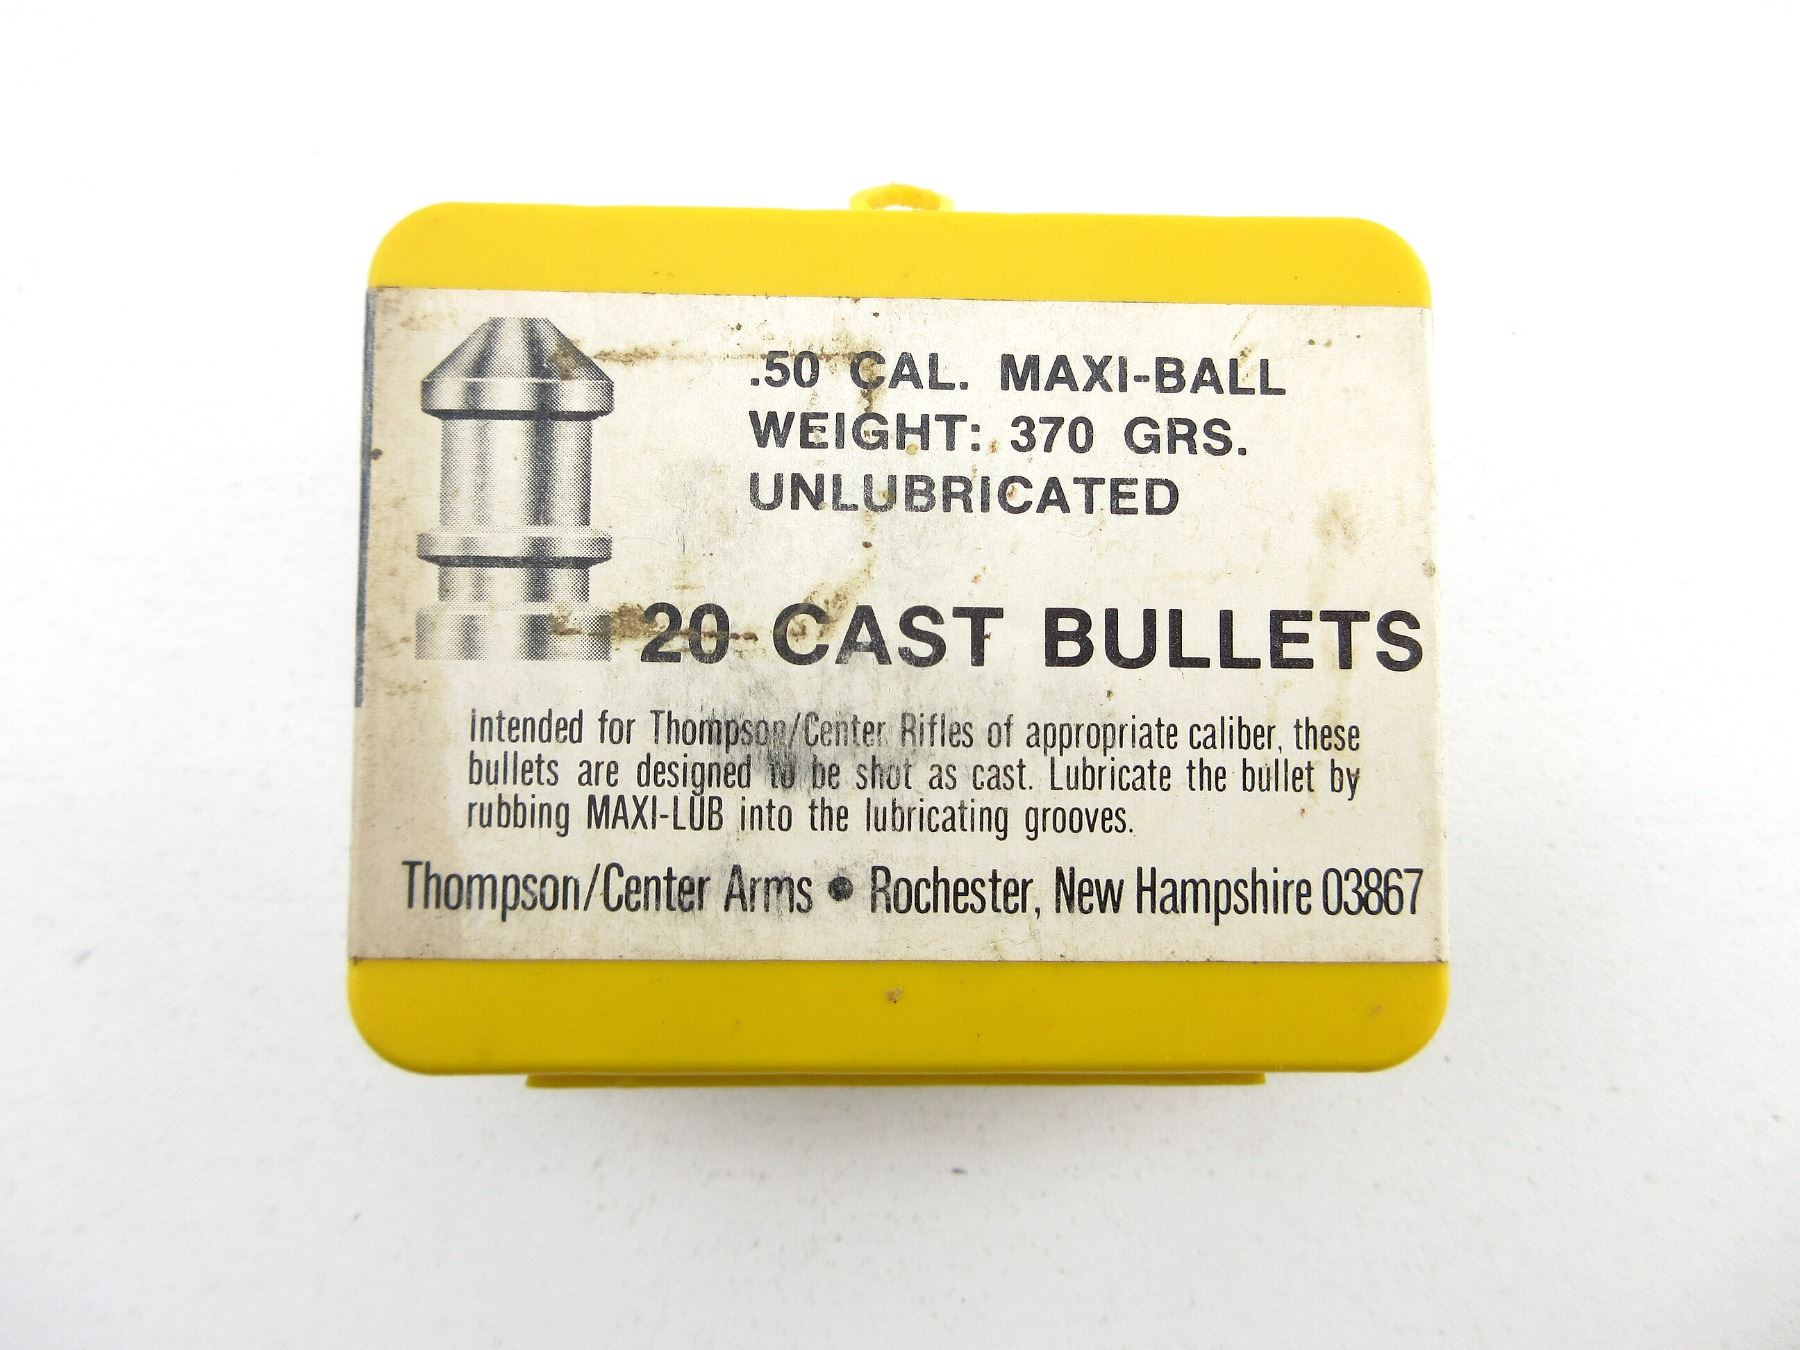 .50 CAL. MAXI-BALL
WEIGHT: 370 GRS.
UNLUBRICATED
20 CAST BULLETS
Intended for Thompson/Center Rifles of appropriate caliber, these
bullets are designed to be shot as cast. Lubricate the bullet by
rubbing MAXI-LUB into the lubricating grooves.
Thompson/Center Arms • Rochester, New Hampshire 03867